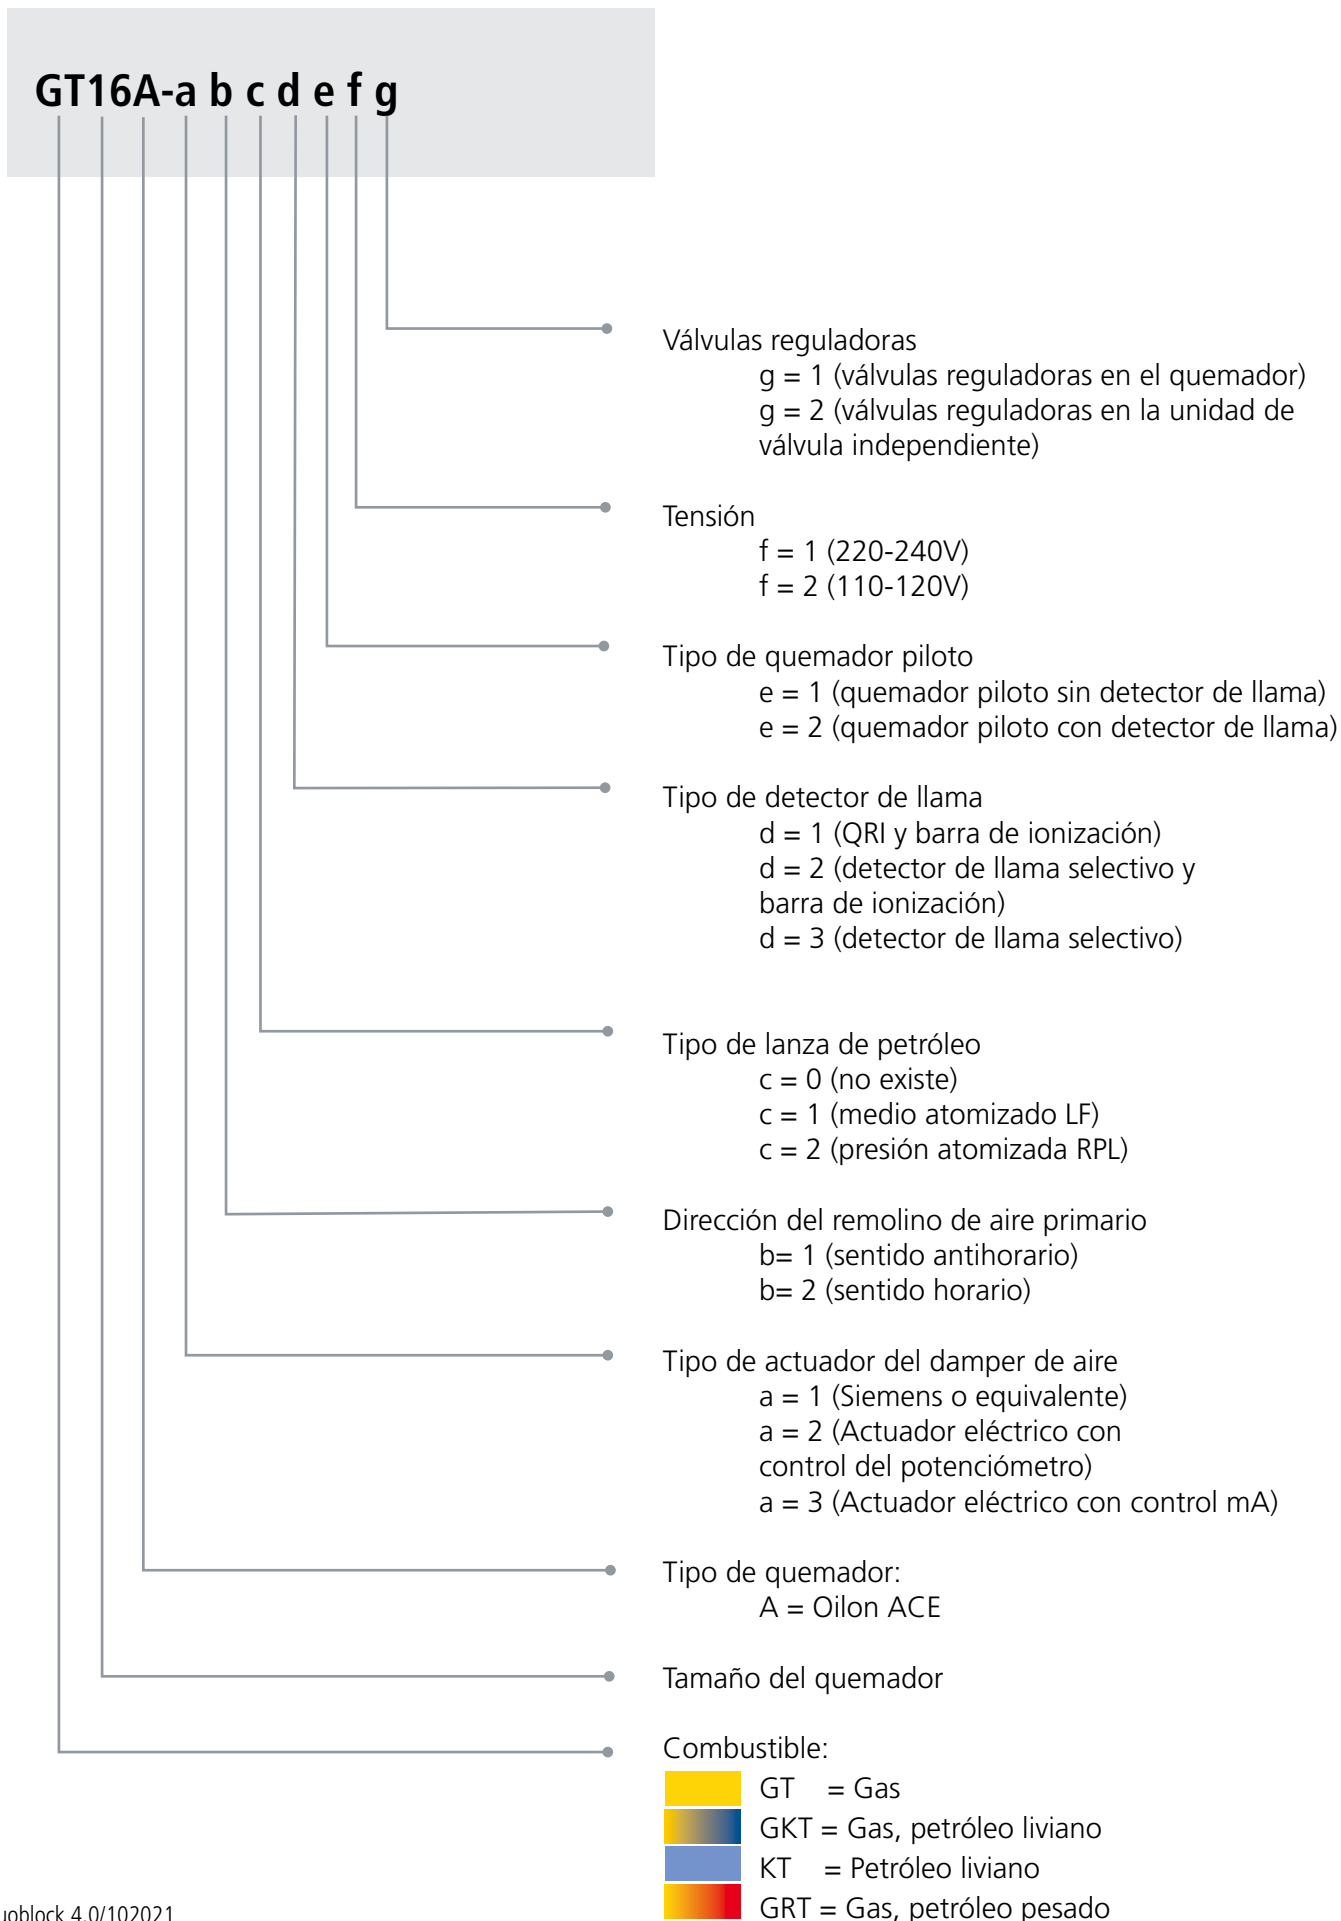 GT16A-a b c d e f g
Válvulas reguladoras
g = 1 (válvulas reguladoras en el quemador)
g = 2 (válvulas reguladoras en la unidad de
válvula independiente)
Tensión
f = 1 (220-240V)
f = 2 (110-120V)
Tipo de quemador piloto
e = 1 (quemador piloto sin detector de llama)
e = 2 (quemador piloto con detector de llama)
Tipo de detector de llama
d = 1 (QRI y barra de ionización)
d = 2 (detector de llama selectivo y
barra de ionización)
d = 3 (detector de llama selectivo)
Tipo de lanza de petróleo
c = 0 (no existe)
c = 1 (medio atomizado LF)
c = 2 (presión atomizada RPL)
Dirección del remolino de aire primario
b= 1 (sentido antihorario)
b= 2 (sentido horario)
Tipo de actuador del damper de aire
a = 1 (Siemens o equivalente)
a = 2 (Actuador eléctrico con
control del potenciómetro)
a = 3 (Actuador eléctrico con control mA)
Tipo de quemador:
A = Oilon ACE
Tamaño del quemador
Combustible:
GT = Gas
GKT = Gas, petróleo liviano
KT = Petróleo liviano
GRT = Gas, petróleo pesado
uoblock 4.0/102021